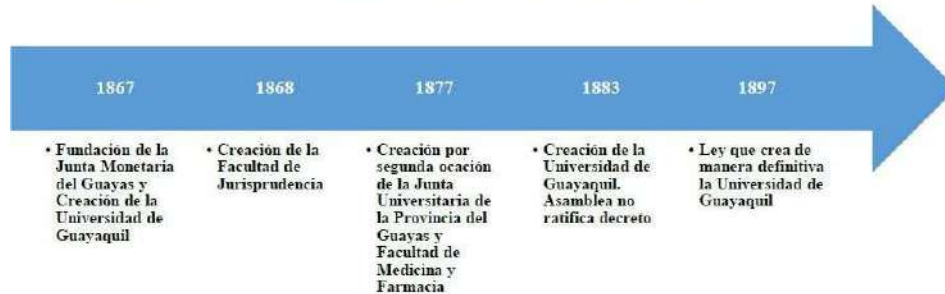 1867
1868
1877
1883
1897
• Fundación de la
Junta Monetaria
del Guayas y
Creación de la
Universidad de
Guayaquil
• Creación de la
Facultad de
Jurisprudencia
• Creación por
segunda ocación
de la Junta
Universitaria de
la Provincia del
Guayas y
Facultad de
Medicina y
Farmacia
• Creación de la
Universidad de
Guayaquil.
Asamblea no
ratifica decreto
• Ley que crea de
manera definitiva
la Universidad de
Guayaquil